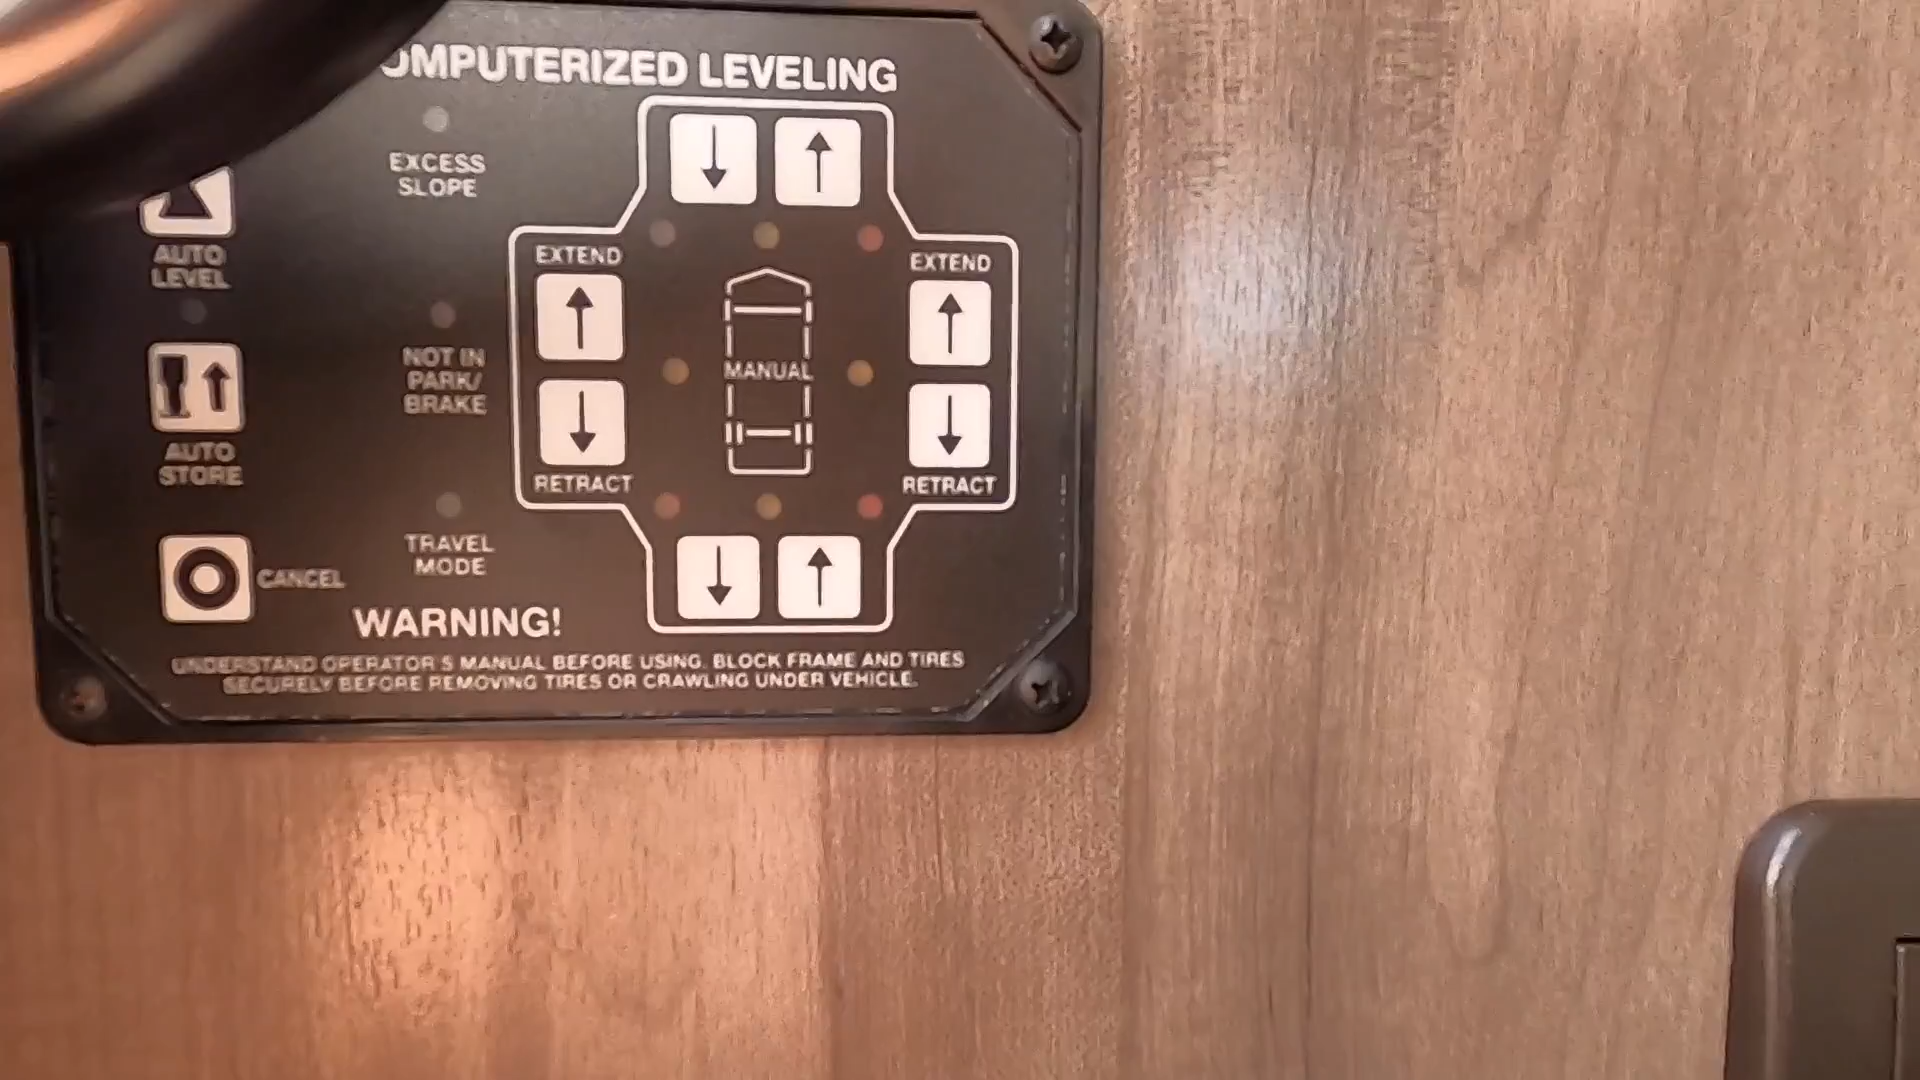 OMPUTERIZED LEVELING
EXCESS
SLOPE
AUTO
LEVEL
EXTEND
EXTEND
NOT IN
PARK/
BRAKE
MANUAL
AUTO
STORE
RETRACT
RETRACT
TRAVEL
MODE
CANCEL
WARNING!
UNDERSTAND OPERATOR'S MANUAL BEFORE USING. BLOCK FRAME AND TIRES
SECURELY BEFORE REMOVING TIRES OR CRAWLING UNDER VEHICLE.